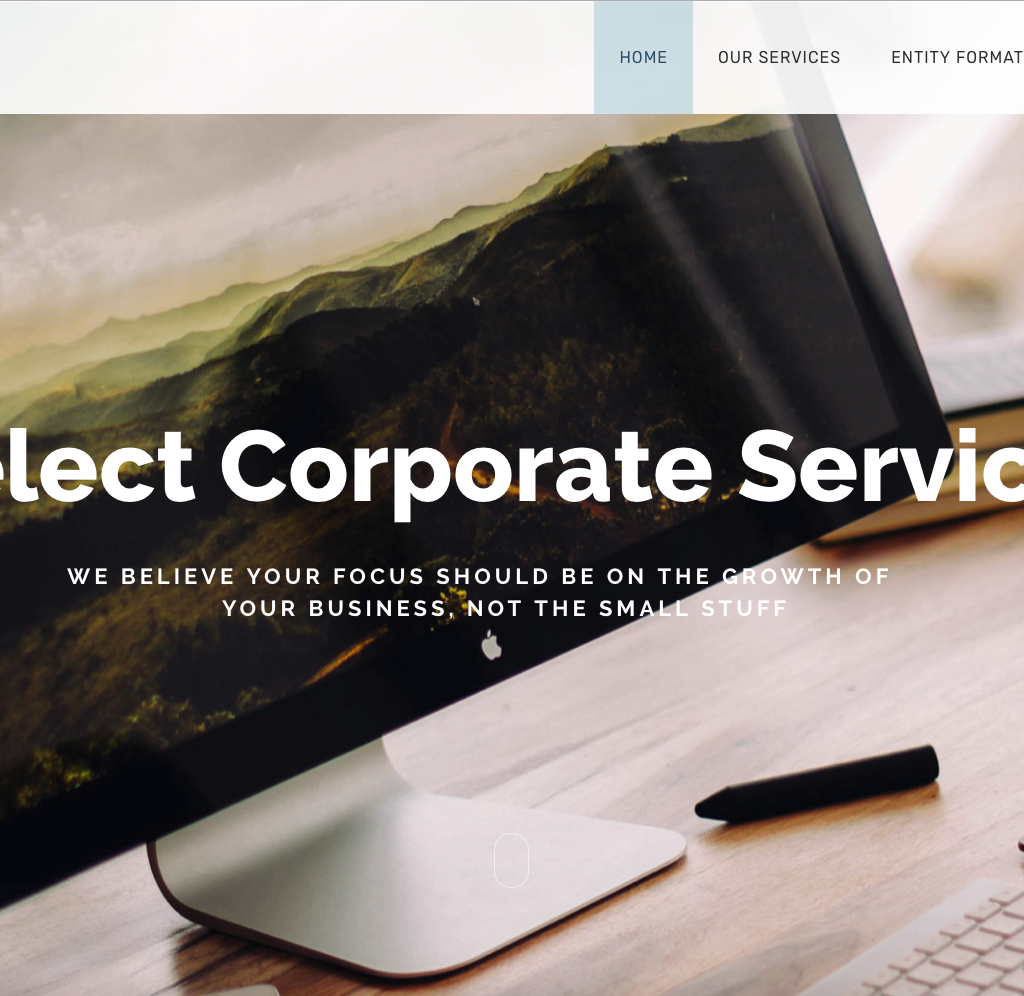 HOME OUR SERVICES ENTITY FORMAT
elect Corporate Servic
WE BELIEVE YOUR FOCUS SHOULD BE ON THE GROWTH OF
YOUR BUSINESS, NOT THE SMALL STUFF